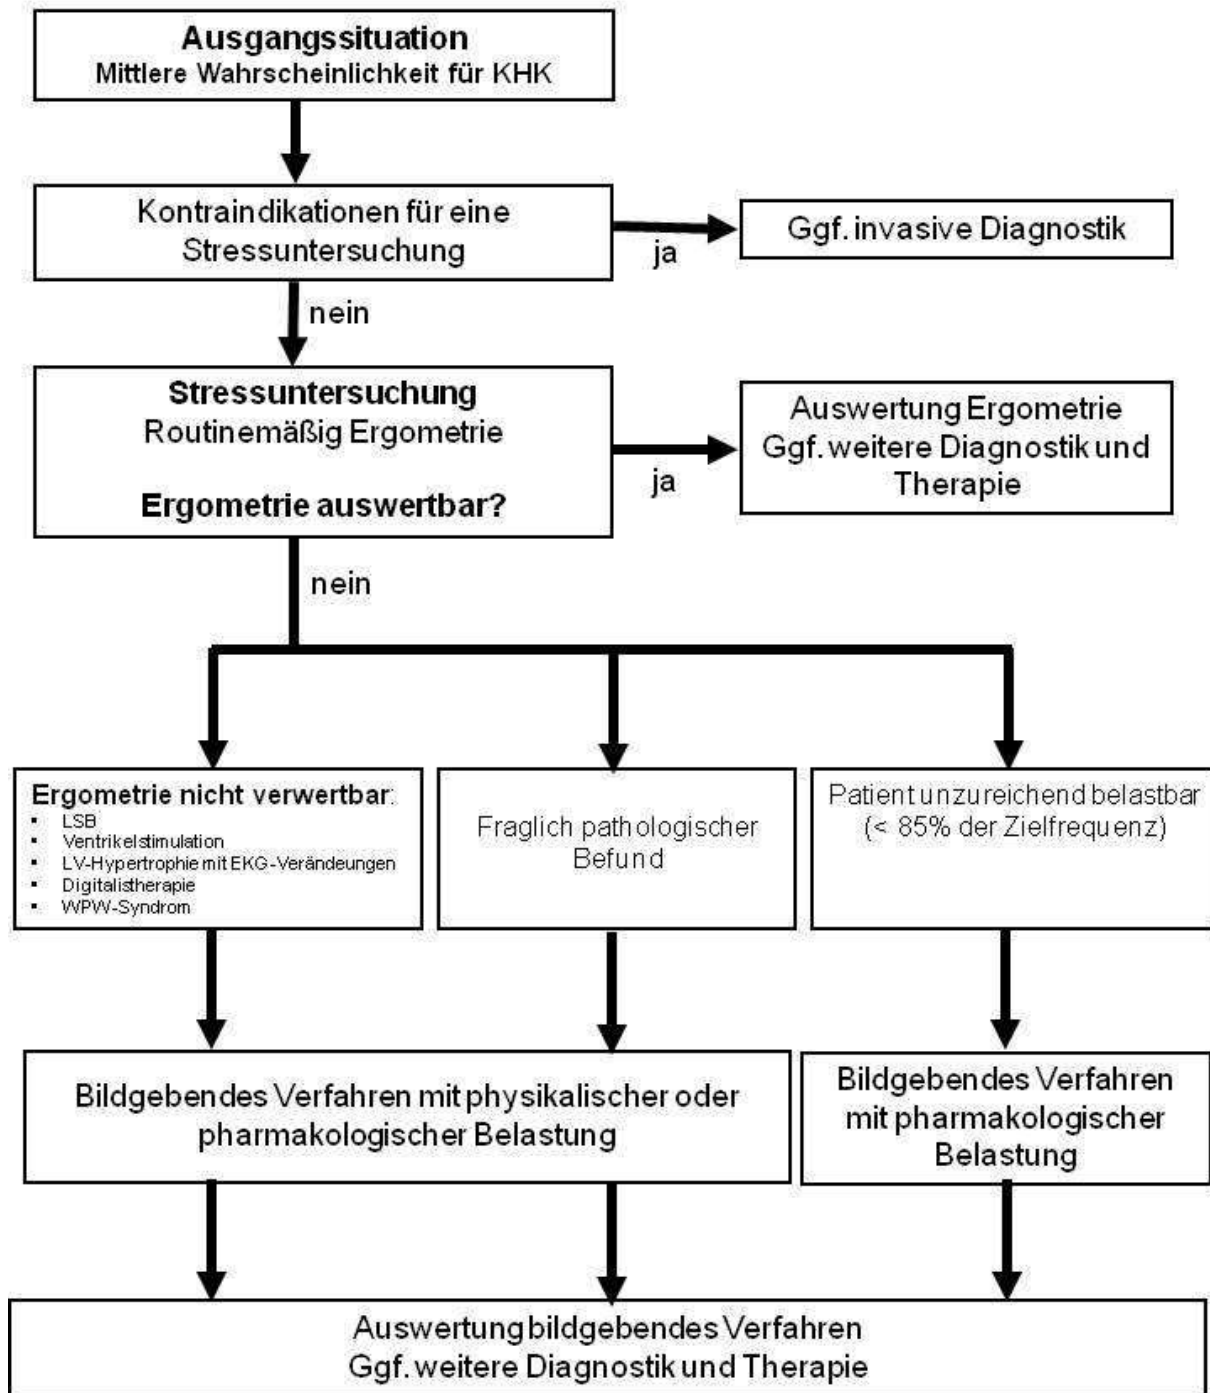 Ausgangssituation
Mittlere Wahrscheinlichkeit für KHK
Kontraindikationen für eine
Stressuntersuchung
ja
Ggf. invasive Diagnostik
nein
Stressuntersuchung
Routinemäßig Ergometrie
Ergometrie auswertbar?
ja
Auswertung Ergometrie
Ggf. weitere Diagnostik und
Therapie
nein
Ergometrie nicht verwertbar:
▪ LSB
▪ Ventrikelstimulation
▪ LV-Hypertrophie mit EKG-Verändeungen
▪ Digitalistherapie
▪ WPW-Syndrom
Fraglich pathologischer
Befund
Patient unzureichend belastbar
(< 85% der Zielfrequenz)
Bildgebendes Verfahren mit physikalischer oder
pharmakologischer Belastung
Bildgebendes Verfahren
mit pharmakologischer
Belastung
Auswertung bildgebendes Verfahren
Ggf. weitere Diagnostik und Therapie